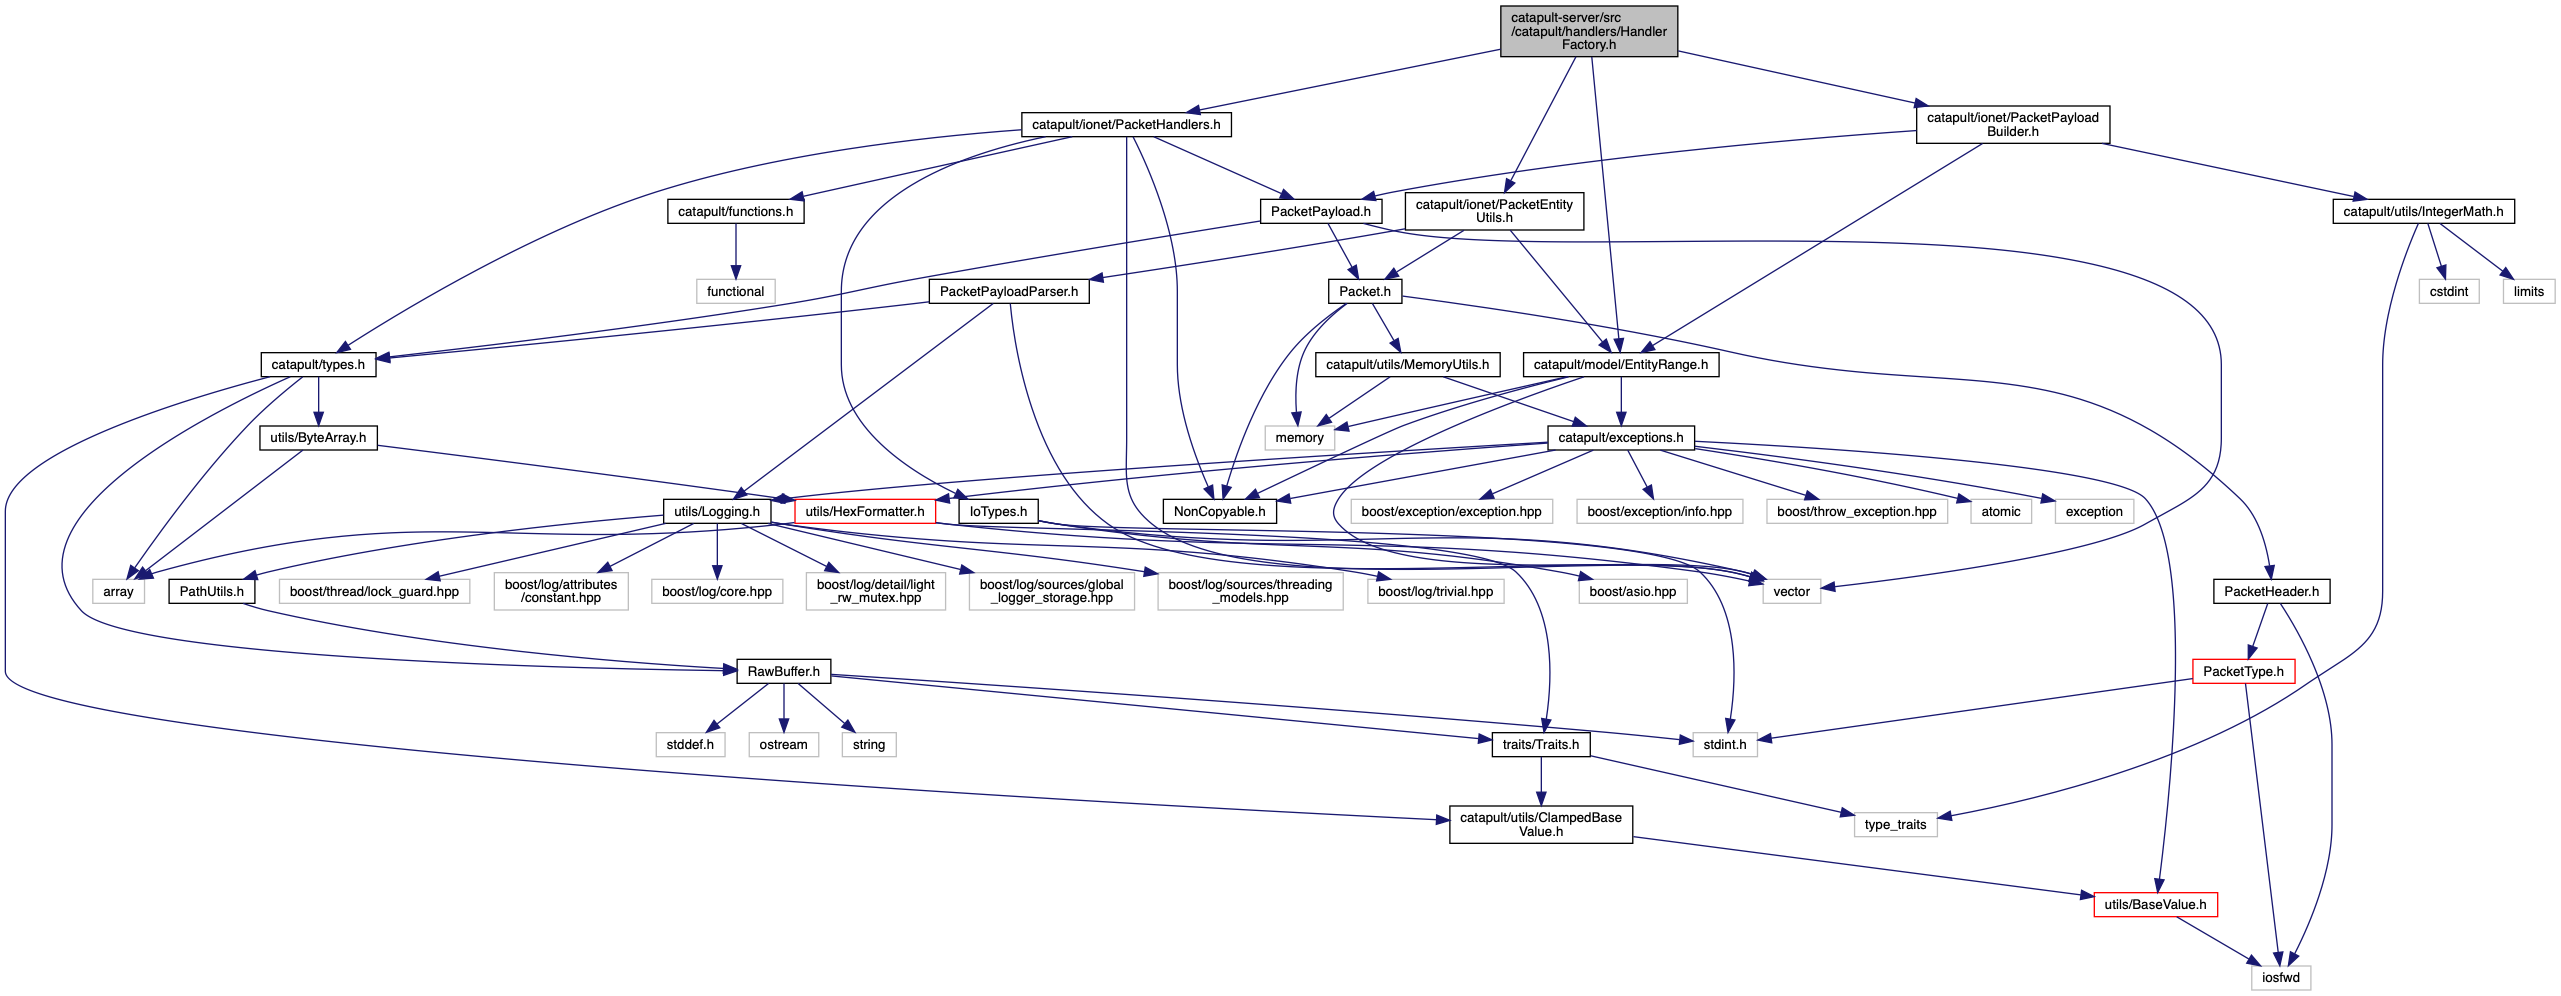 catapult-server/src
/catapult/handlers/Handler
Factory.h
catapult/ionet/PacketHandlers.h
catapult/ionet/PacketPayload
Builder.h
catapult/functions.h
PacketPayload.h
catapult/ionet/PacketEntity
Utils.h
catapult/utils/IntegerMath.h
functional
PacketPayloadParser.h
Packet.h
cstdint
limits
catapult/types.h
catapult/utils/MemoryUtils.h
catapult/model/EntityRange.h
utils/ByteArray.h
memory
catapult/exceptions.h
utils/Logging.h
utils/HexFormatter.h
IoTypes.h
NonCopyable.h
boost/exception/exception.hpp
boost/exception/info.hpp
boost/throw_exception.hpp
atomic
exception
array
PathUtils.h
boost/thread/lock_guard.hpp
boost/log/attributes
/constant.hpp
boost/log/core.hpp
boost/log/detail/light
_rw_mutex.hpp
boost/log/sources/global
_logger_storage.hpp
boost/log/sources/threading
_models.hpp
boost/log/trivial.hpp
boost/asio.hpp
vector
PacketHeader.h
RawBuffer.h
PacketType.h
stddef.h
ostream
string
traits/Traits.h
stdint.h
catapult/utils/ClampedBase
Value.h
type_traits
utils/BaseValue.h
iosfwd